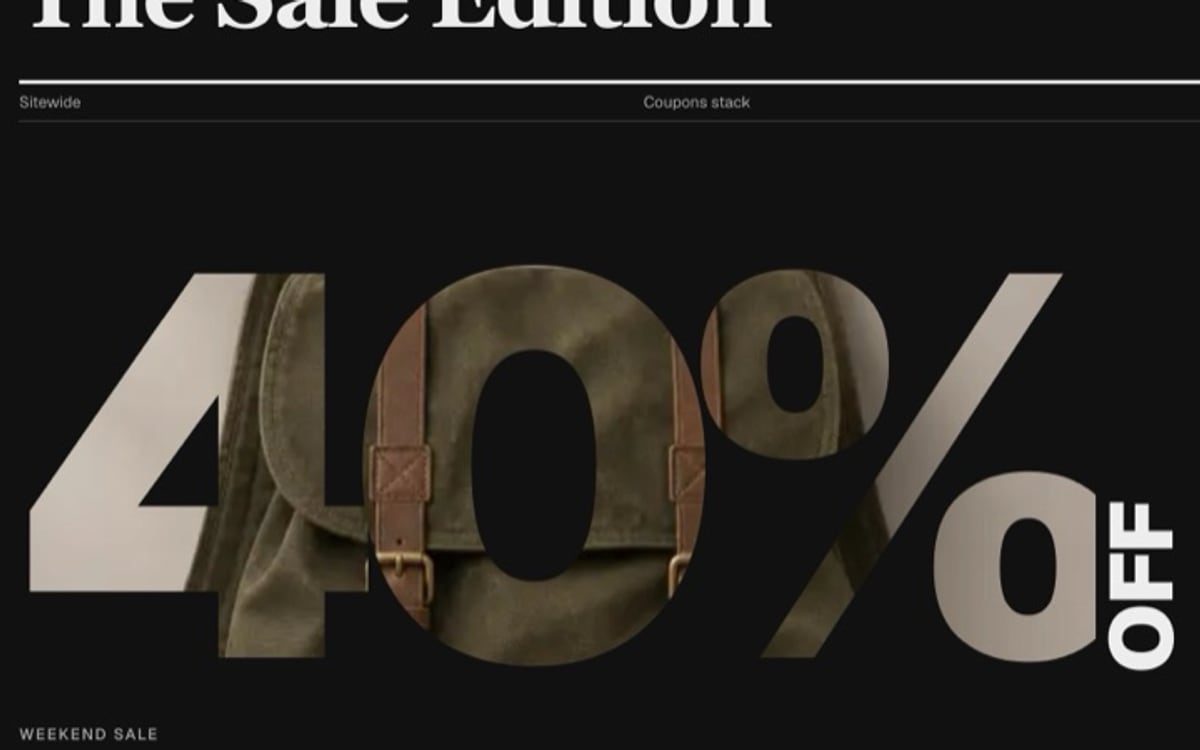 The Sale Edition
Sitewide
Coupons stack
40%
OFF
WEEKEND SALE